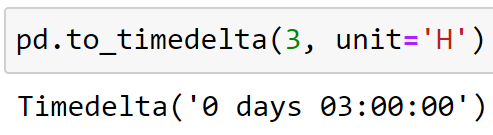 pd.to_timedelta(3, unit='H')
Timedelta('0 days 03:00:00')